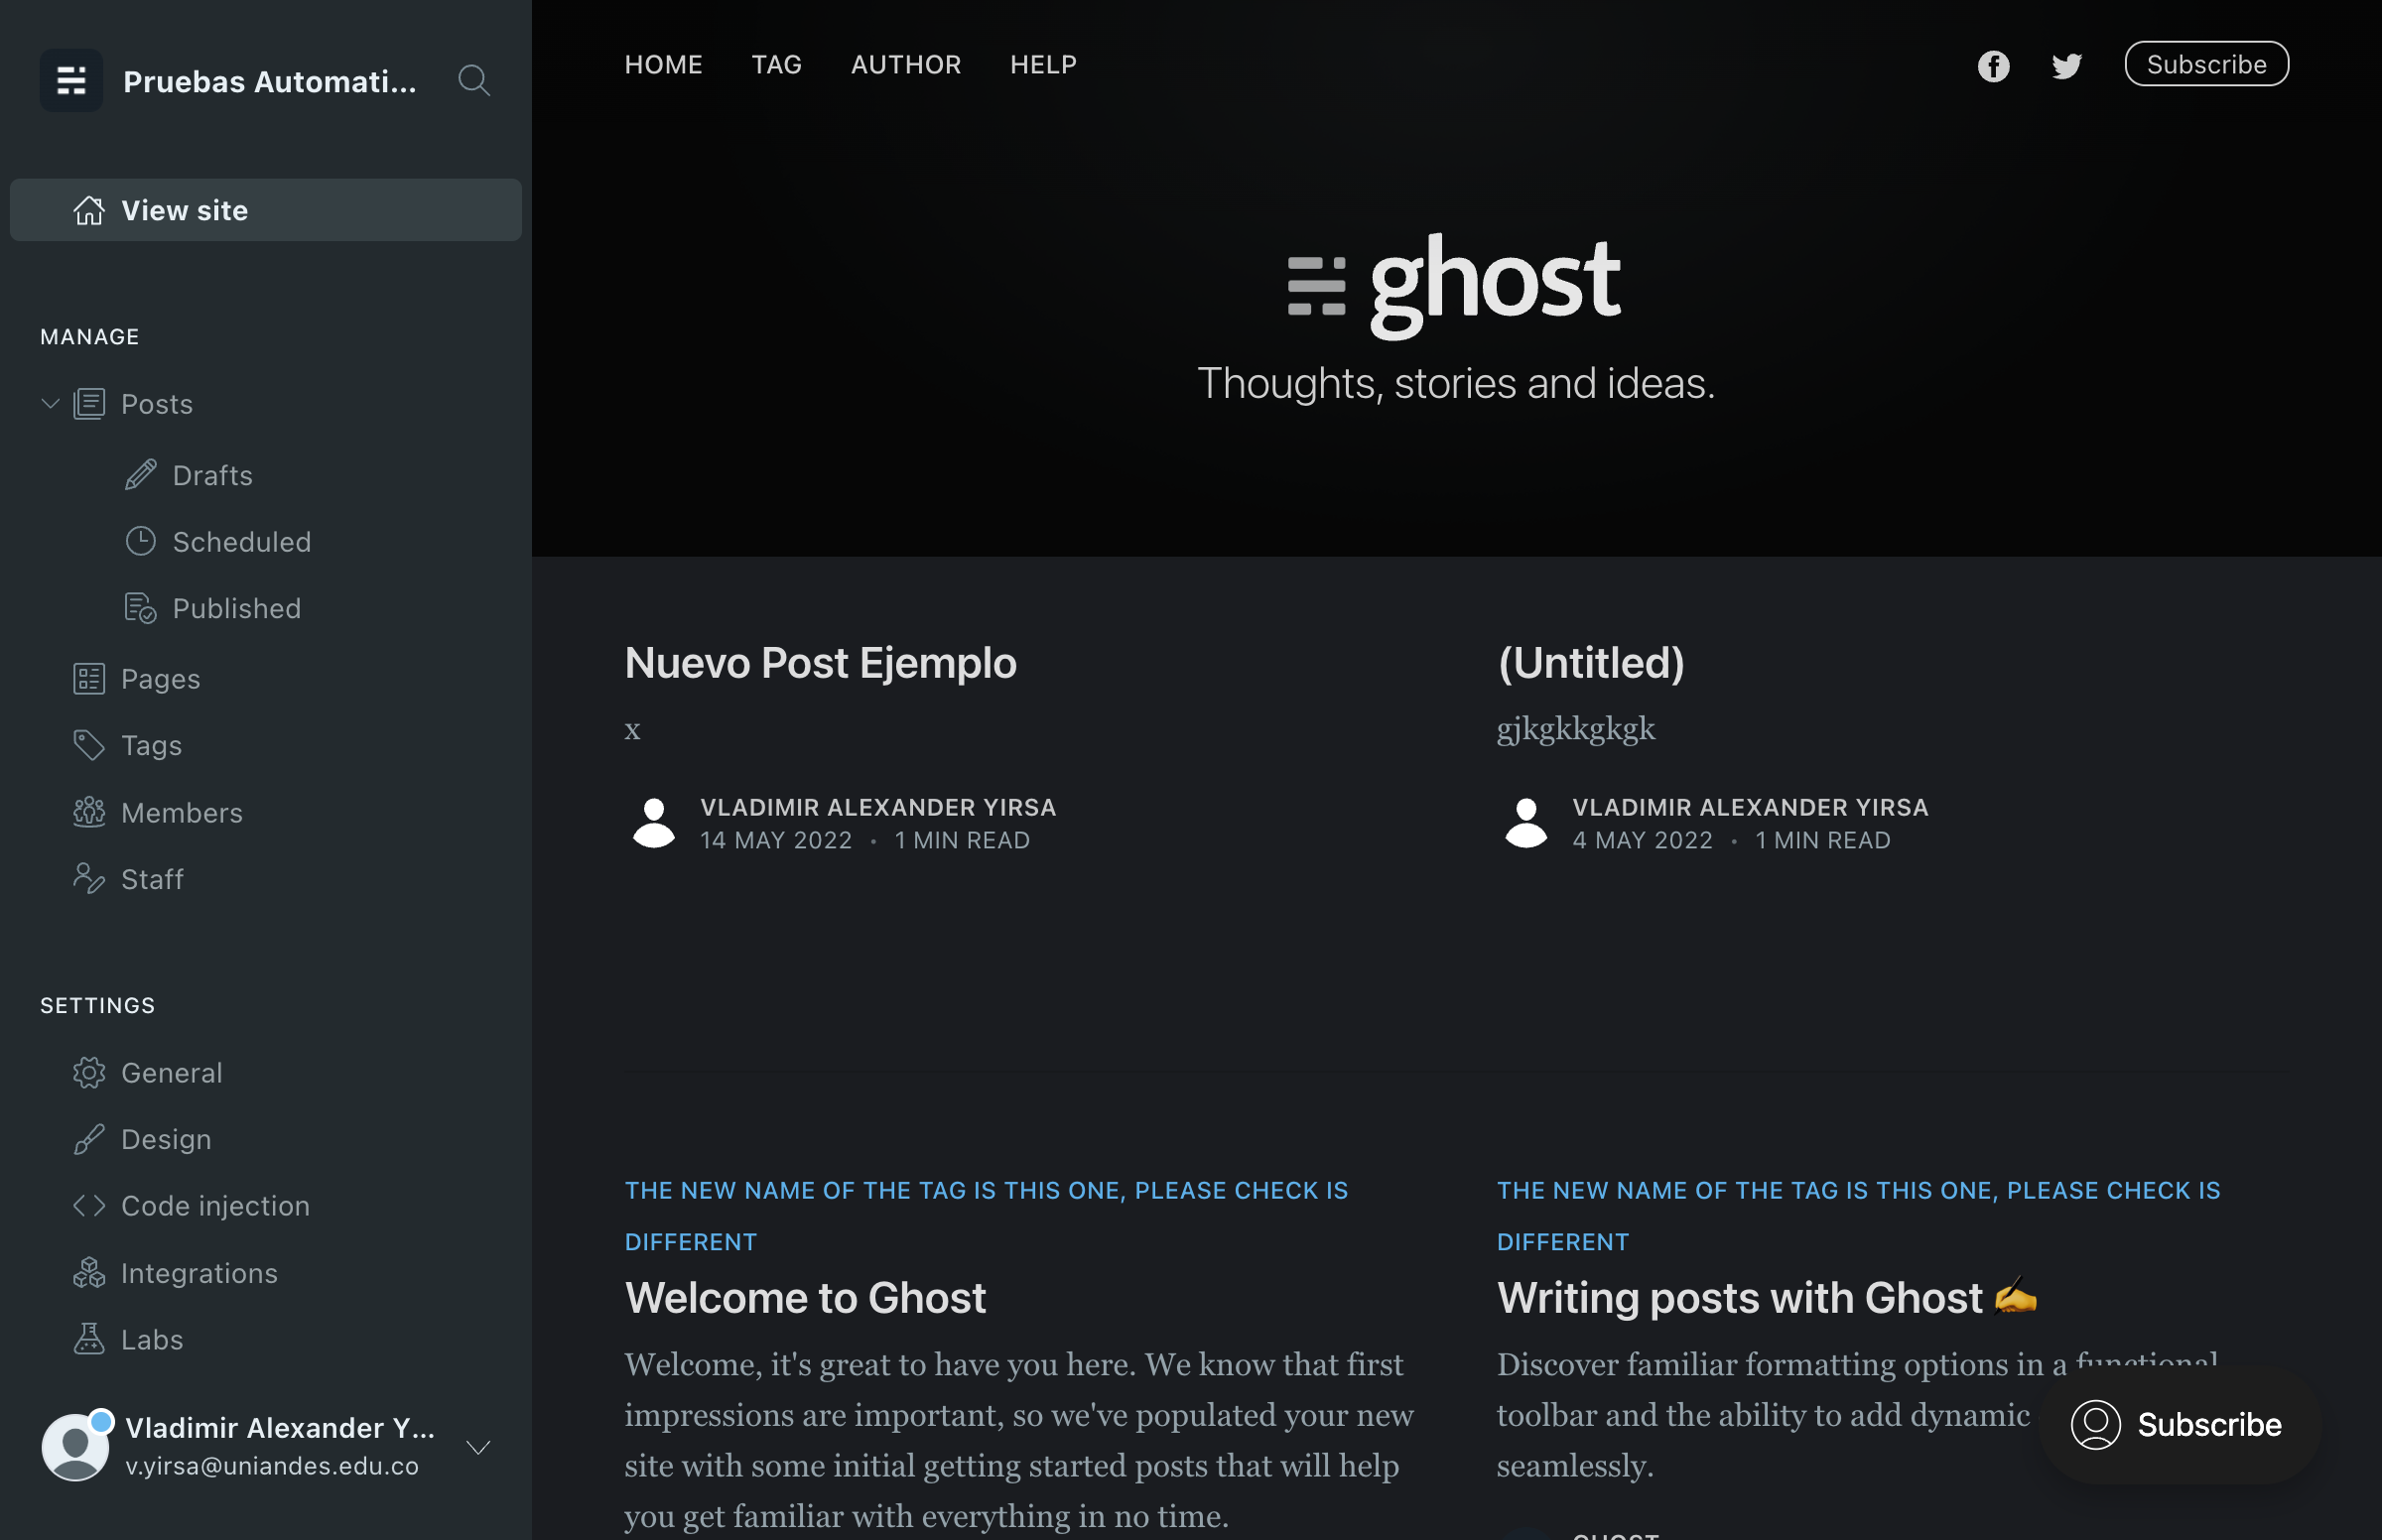 Pruebas Automati...
View site
MANAGE
Posts
Drafts
Scheduled
Published
Pages
Tags
Members
Staff
SETTINGS
General
Design
Code injection
Integrations
Labs
Vladimir Alexander Y...
v.yirsa@uniandes.edu.co
HOME TAG AUTHOR HELP
Subscribe
ghost
Thoughts, stories and ideas.
Nuevo Post Ejemplo
x
VLADIMIR ALEXANDER YIRSA
14 MAY 2022 • 1 MIN READ
(Untitled)
gjkgkkgkgk
VLADIMIR ALEXANDER YIRSA
4 MAY 2022 • 1 MIN READ
THE NEW NAME OF THE TAG IS THIS ONE, PLEASE CHECK IS
DIFFERENT
Welcome to Ghost
Welcome, it's great to have you here. We know that first
impressions are important, so we've populated your new
site with some initial getting started posts that will help
you get familiar with everything in no time.
THE NEW NAME OF THE TAG IS THIS ONE, PLEASE CHECK IS
DIFFERENT
Writing posts with Ghost ✍️
Discover familiar formatting options in a functional
toolbar and the ability to add dynamic
seamlessly.
GHOST
Subscribe